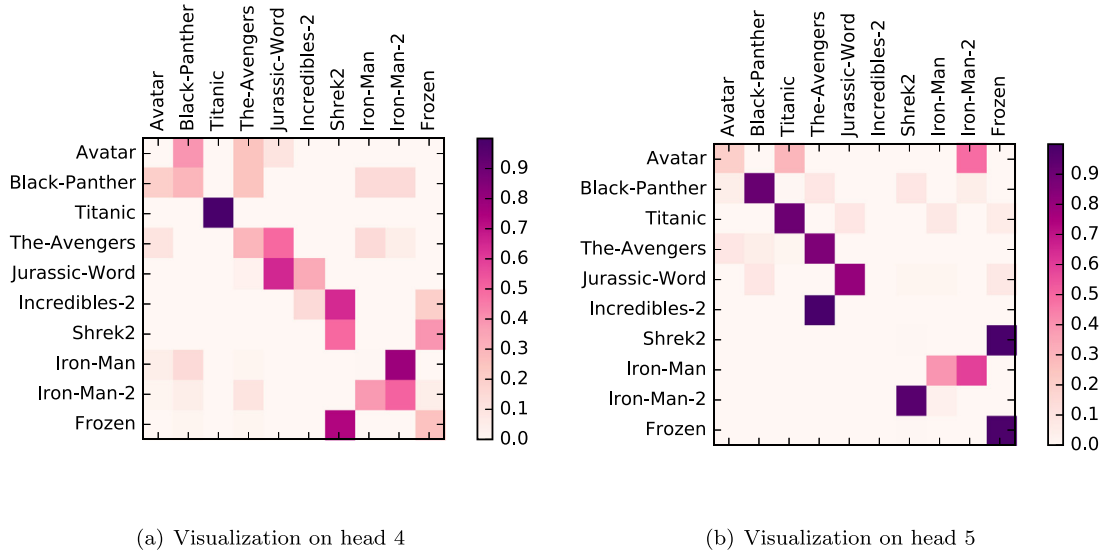 Avatar
Black-Panther
Titanic
The-Avengers
Jurassic-Word
Incredibles-2
Shrek2
Iron-Man
Iron-Man-2
Frozen
Avatar
Black-Panther
Titanic
The-Avengers
Jurassic-Word
Incredibles-2
Shrek2
Iron-Man
Iron-Man-2
Frozen
0.9
0.8
0.7
0.6
0.5
0.4
0.3
0.2
0.1
0.0
(a) Visualization on head 4
Avatar
Black-Panther
Titanic
The-Avengers
Jurassic-Word
Incredibles-2
Shrek2
Iron-Man
Iron-Man-2
Frozen
Avatar
Black-Panther
Titanic
The-Avengers
Jurassic-Word
Incredibles-2
Shrek2
Iron-Man
Iron-Man-2
Frozen
0.9
0.8
0.7
0.6
0.5
0.4
0.3
0.2
0.1
0.0
(b) Visualization on head 5